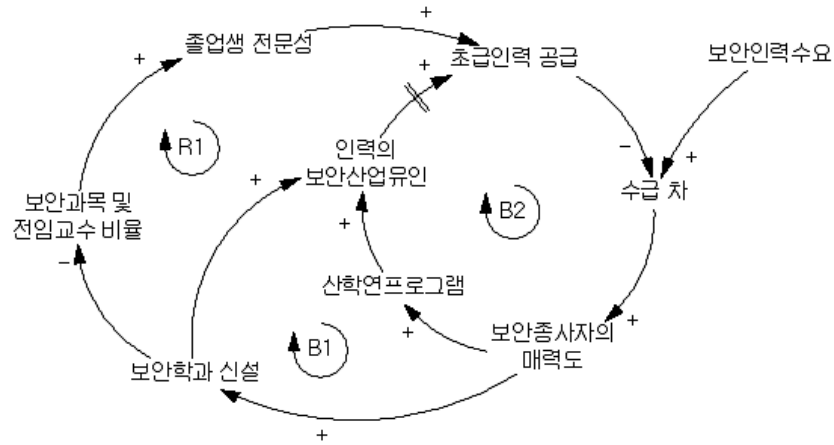 +
졸업생 전문성
+
+
초급인력 공급
보안인력수요
R1
인력의
보안산업유인
+
–
+
수급 차
보안과목 및
전임교수 비율
–
+
B2
산학연프로그램
+
보안종사자의
매력도
+
B1
보안학과 신설
+